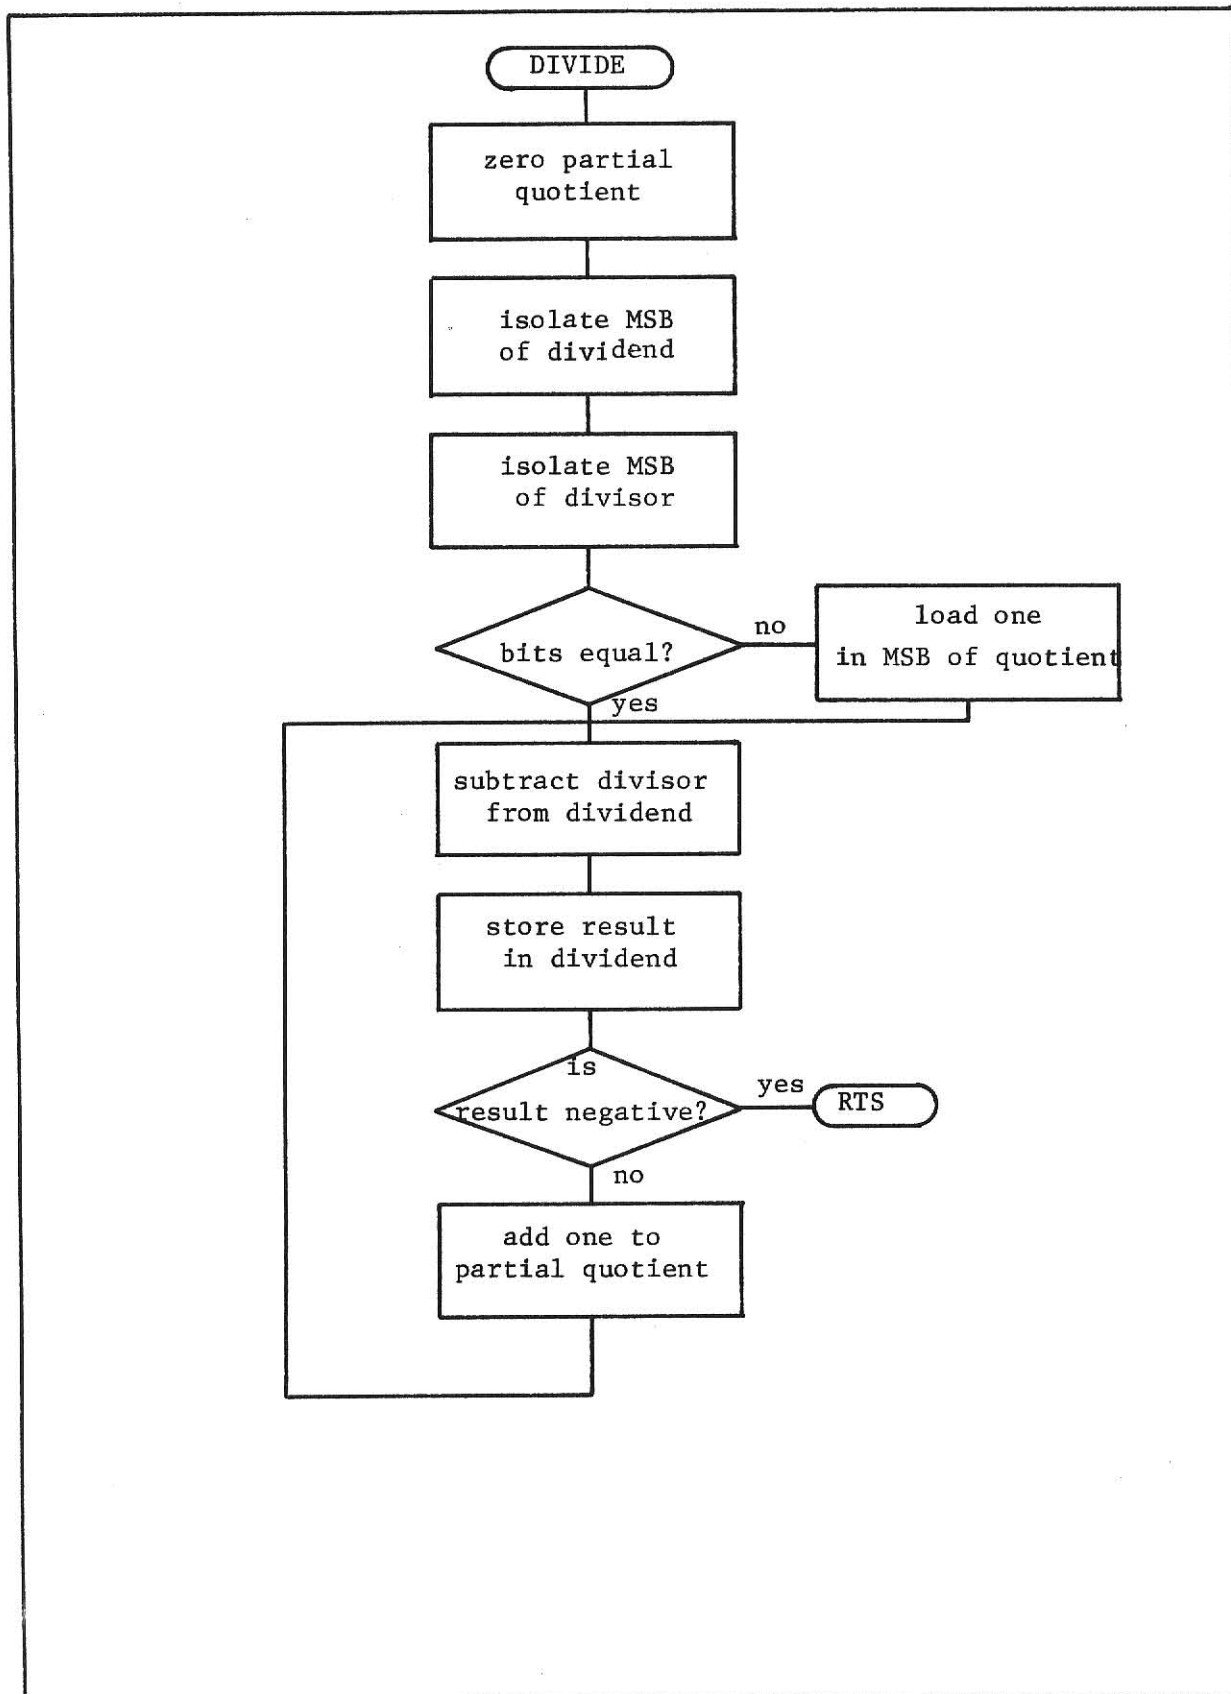 DIVIDE
zero partial
quotient
isolate MSB
of dividend
isolate MSB
of divisor
bits equal?
no
load one
in MSB of quotient
yes
subtract divisor
from dividend
store result
in dividend
is
result negative?
yes
RTS
no
add one to
partial quotient